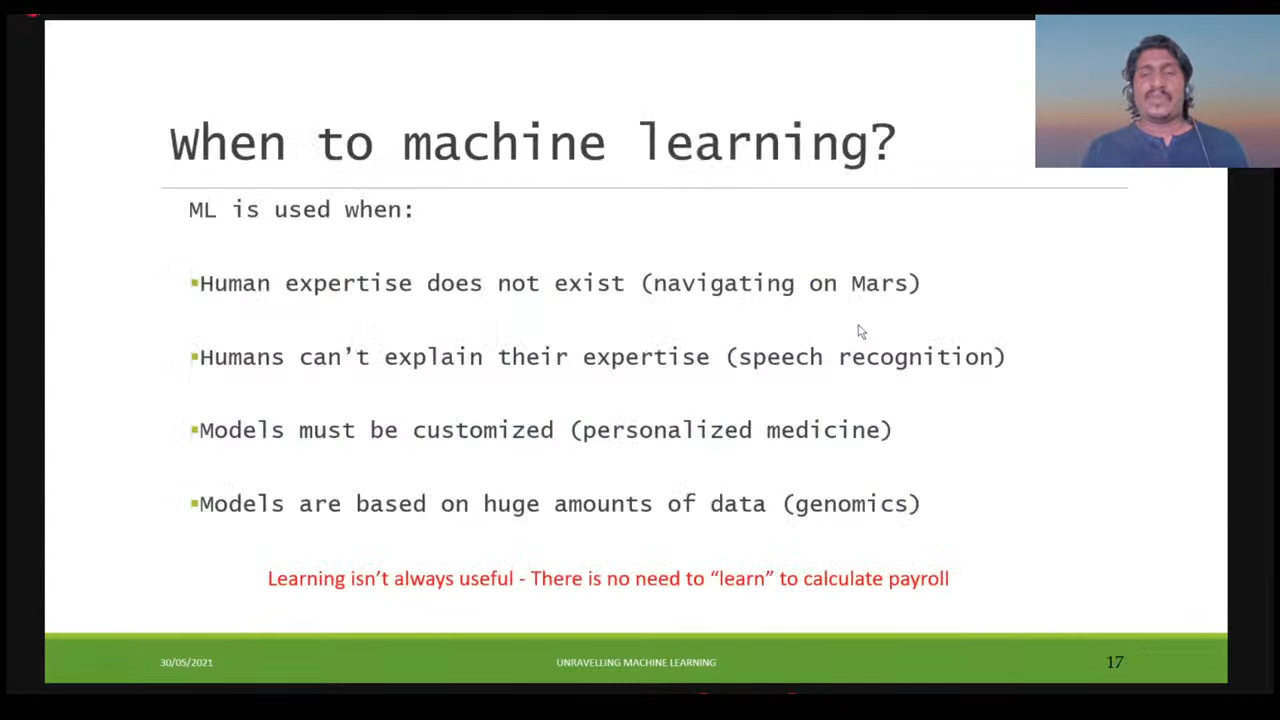 When to machine learning?
ML is used when:
▪Human expertise does not exist (navigating on Mars)
▪Humans can’t explain their expertise (speech recognition)
▪Models must be customized (personalized medicine)
▪Models are based on huge amounts of data (genomics)
Learning isn’t always useful - There is no need to “learn” to calculate payroll
30/05/2021
UNRAVELLING MACHINE LEARNING
17